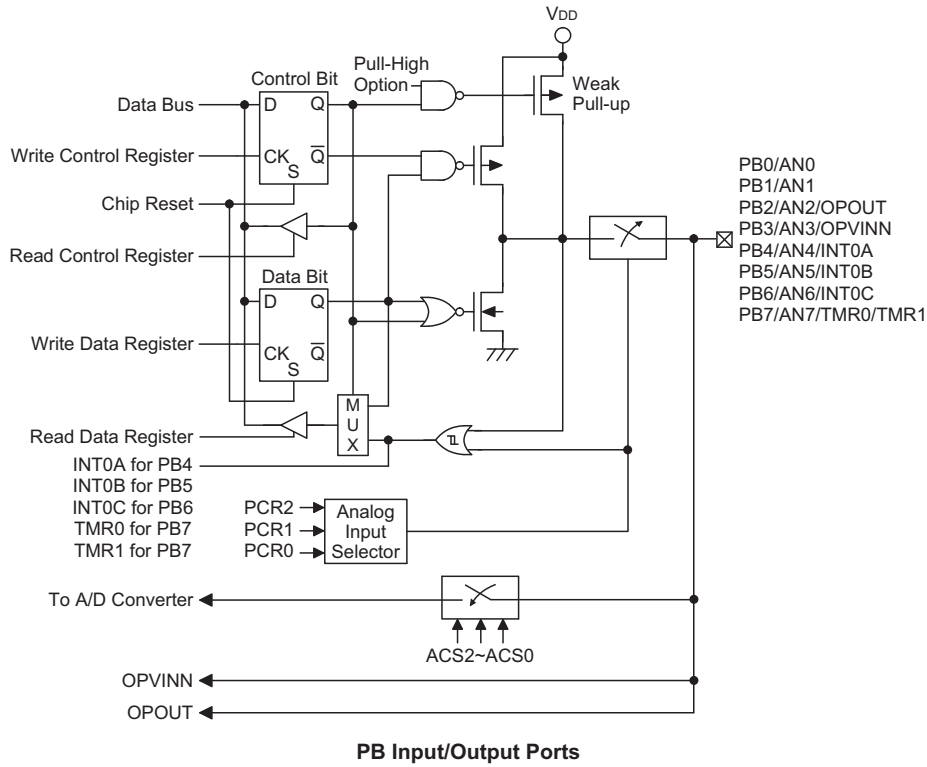 VDD
Pull-High
Option
Control Bit
Weak
Pull-up
Data Bus
D
Q
Write Control Register
CK
Q̅
S
Chip Reset
Read Control Register
Data Bit
D
Q
Write Data Register
CK
Q̅
S
M
U
X
Read Data Register
INT0A for PB4
INT0B for PB5
INT0C for PB6
TMR0 for PB7
TMR1 for PB7
PCR2
PCR1
PCR0
Analog
Input
Selector
PB0/AN0
PB1/AN1
PB2/AN2/OPOUT
PB3/AN3/OPVINN
PB4/AN4/INT0A
PB5/AN5/INT0B
PB6/AN6/INT0C
PB7/AN7/TMR0/TMR1
To A/D Converter
ACS2~ACS0
OPVINN
OPOUT
PB Input/Output Ports